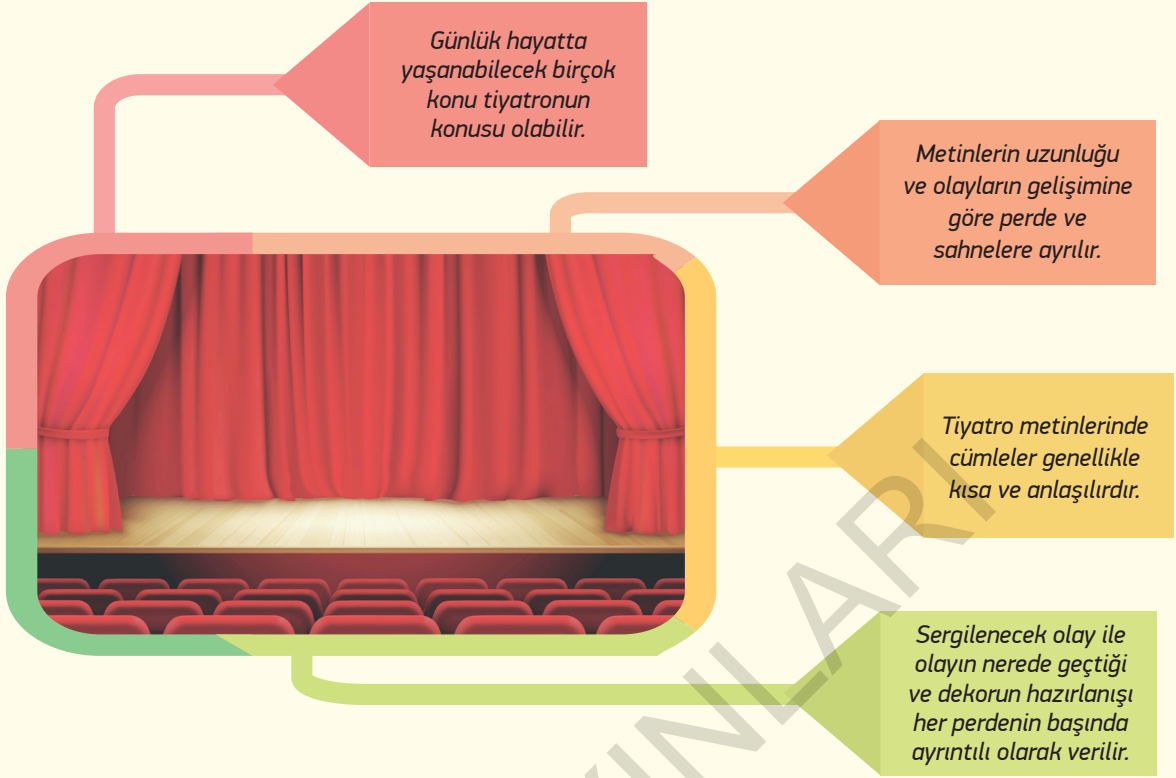 Günlük hayatta
yaşanabilecek birçok
konu tiyatronun
konusu olabilir.
Metinlerin uzunluğu
ve olayların gelişimine
göre perde ve
sahnelere ayrılır.
Tiyatro metinlerinde
cümleler genellikle
kısa ve anlaşılırdır.
Sergilenecek olay ile
olayın nerede geçtiği
ve dekorun hazırlanışı
her perdenin başında
ayrıntılı olarak verilir.